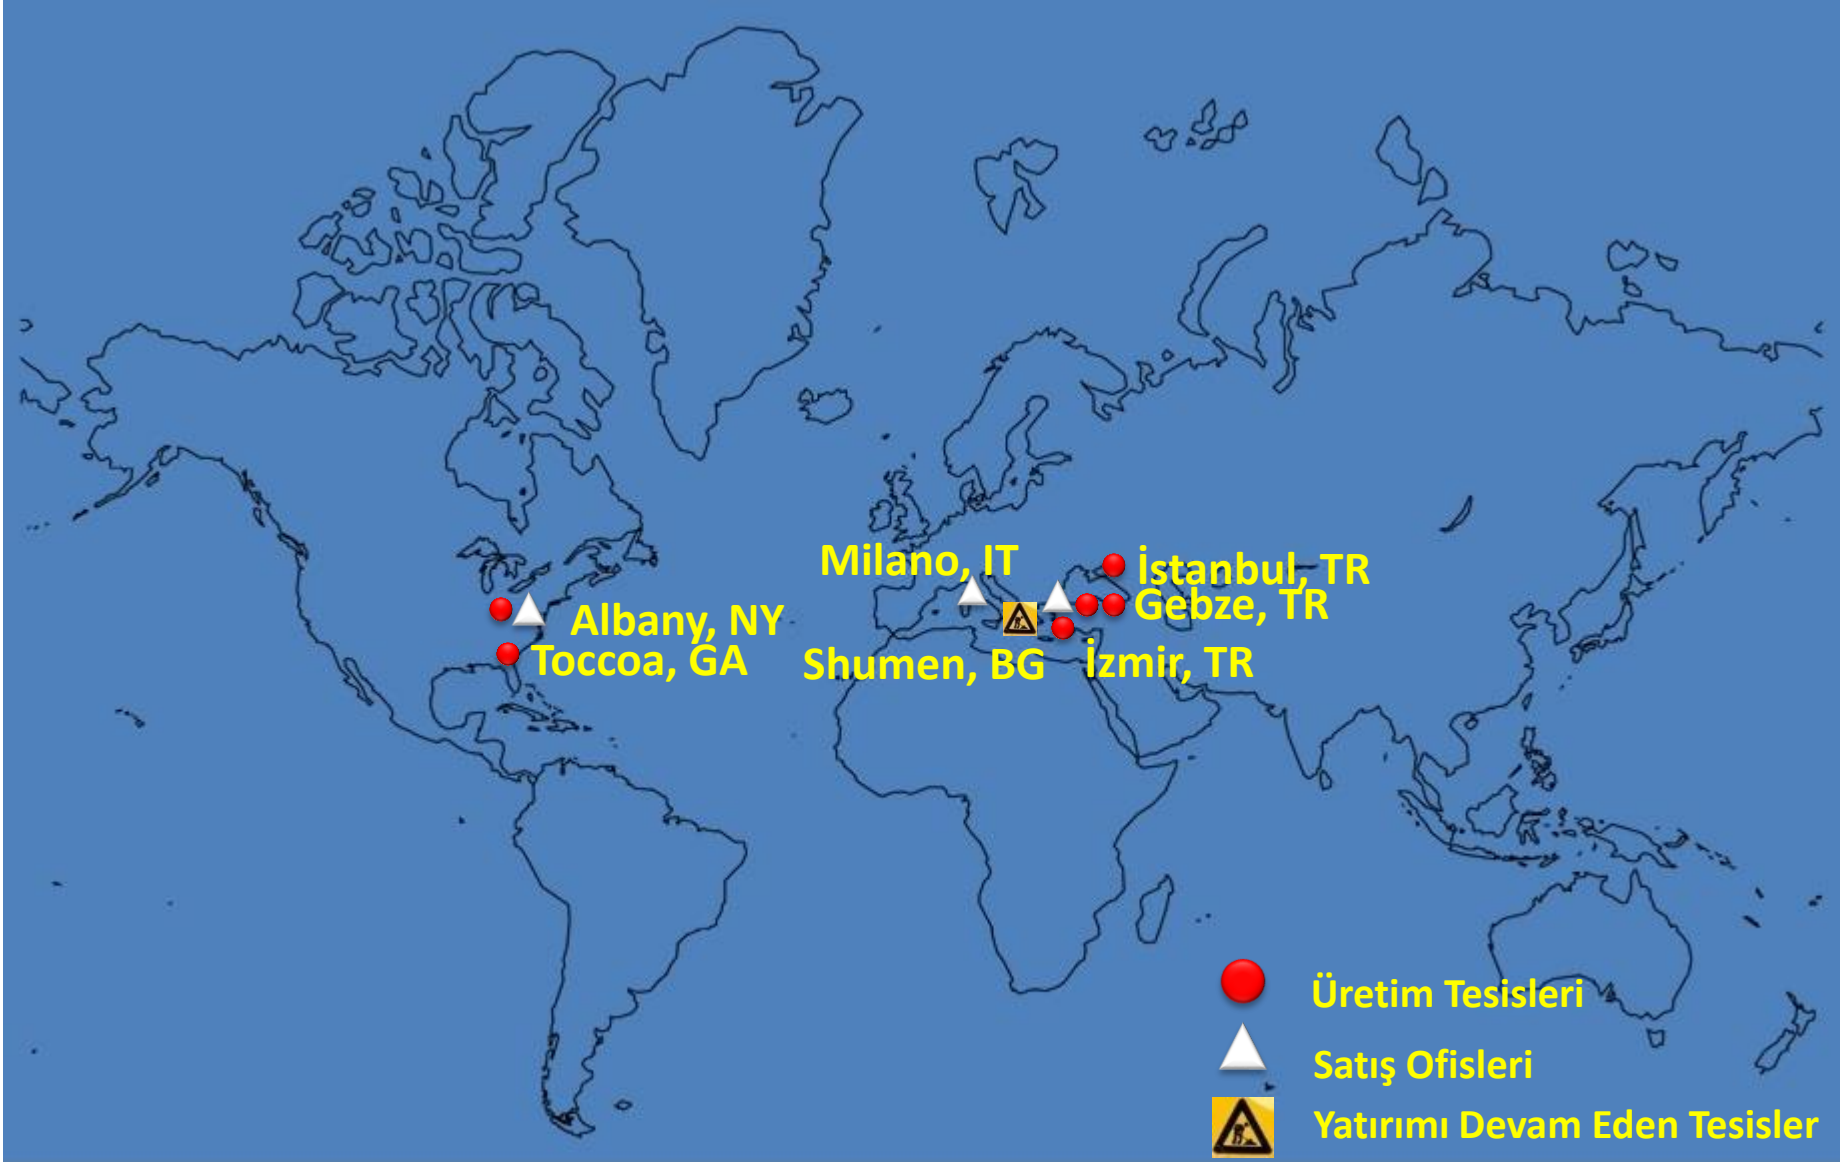 Milano, IT
İstanbul, TR
Gebze, TR
Albany, NY
Toccoa, GA
Shumen, BG
İzmir, TR
Üretim Tesisleri
Satış Ofisleri
Yatırımı Devam Eden Tesisler